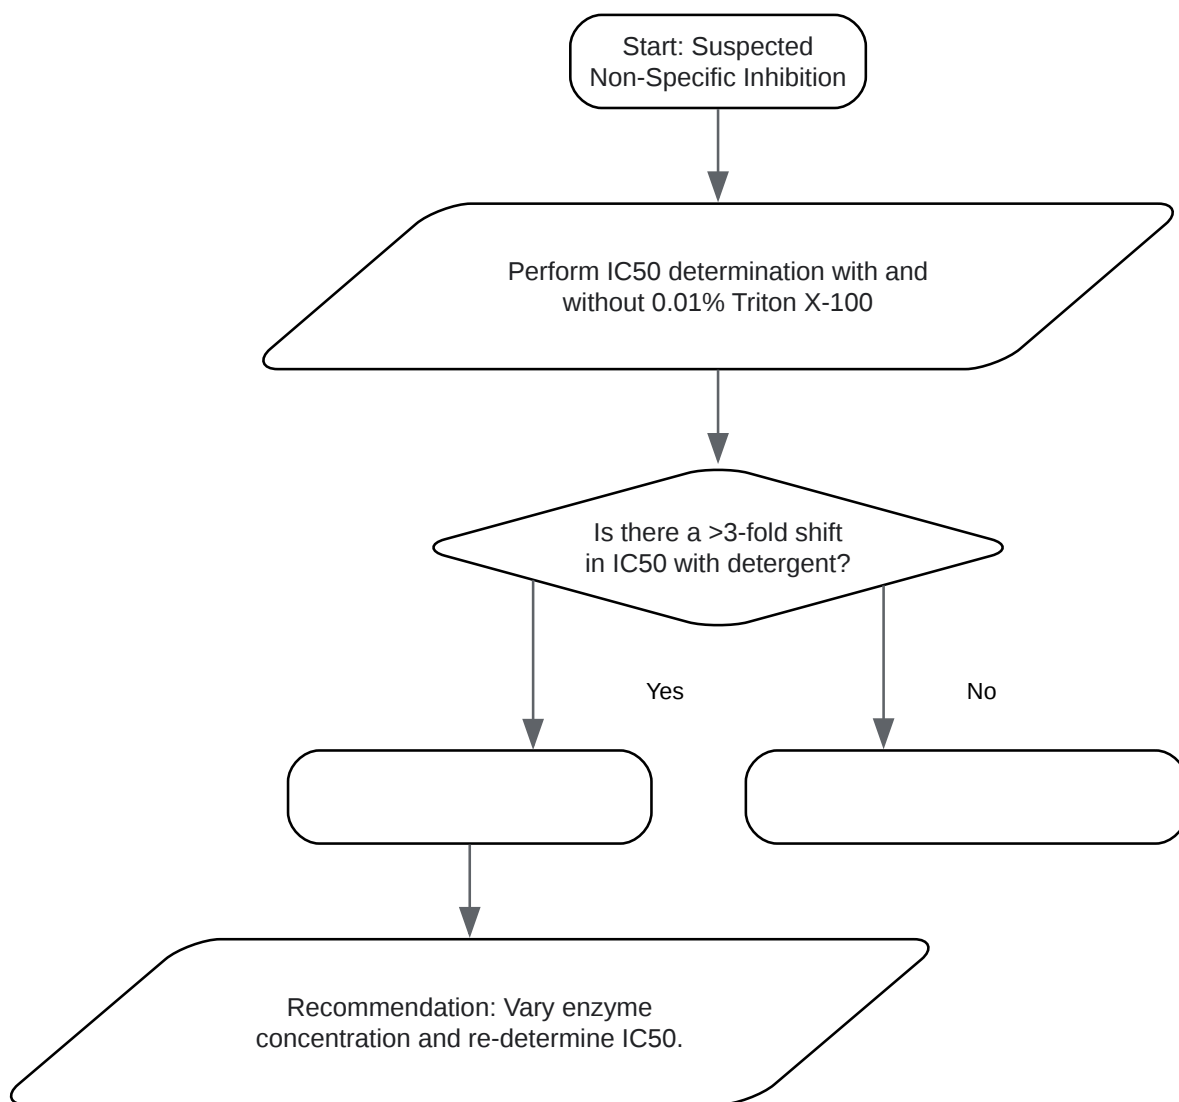 Start: Suspected
Non-Specific Inhibition
Perform IC50 determination with and
without 0.01% Triton X-100
Is there a >3-fold shift
in IC50 with detergent?
Yes
No
Recommendation: Vary enzyme
concentration and re-determine IC50.